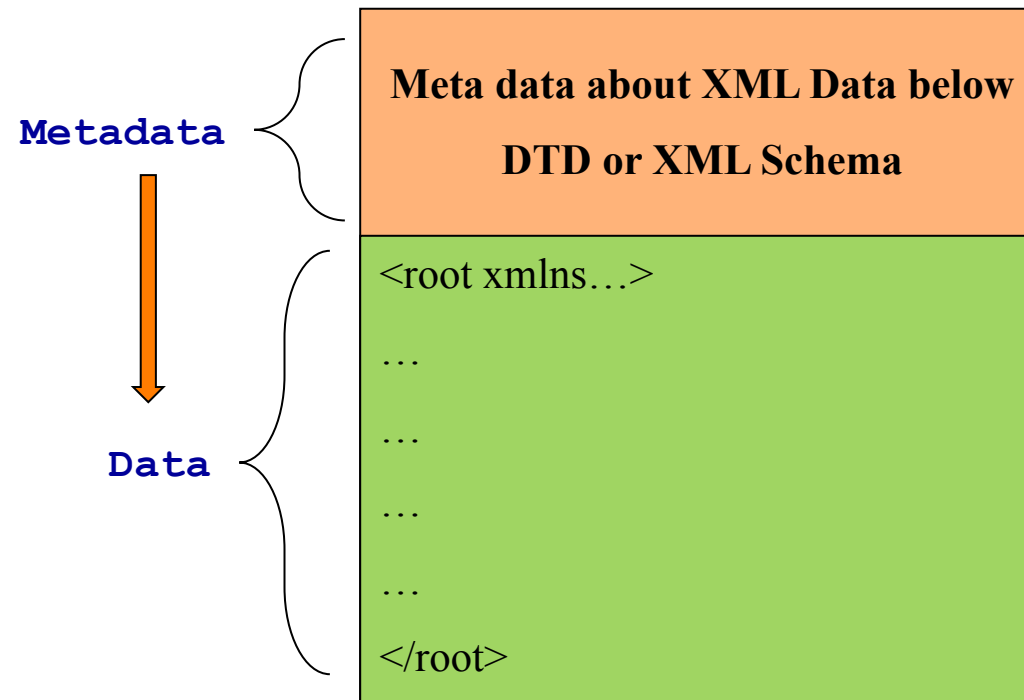 Meta data about XML Data below
Metadata
DTD or XML Schema
<root xmlns…>
…
…
Data
…
…
</root>